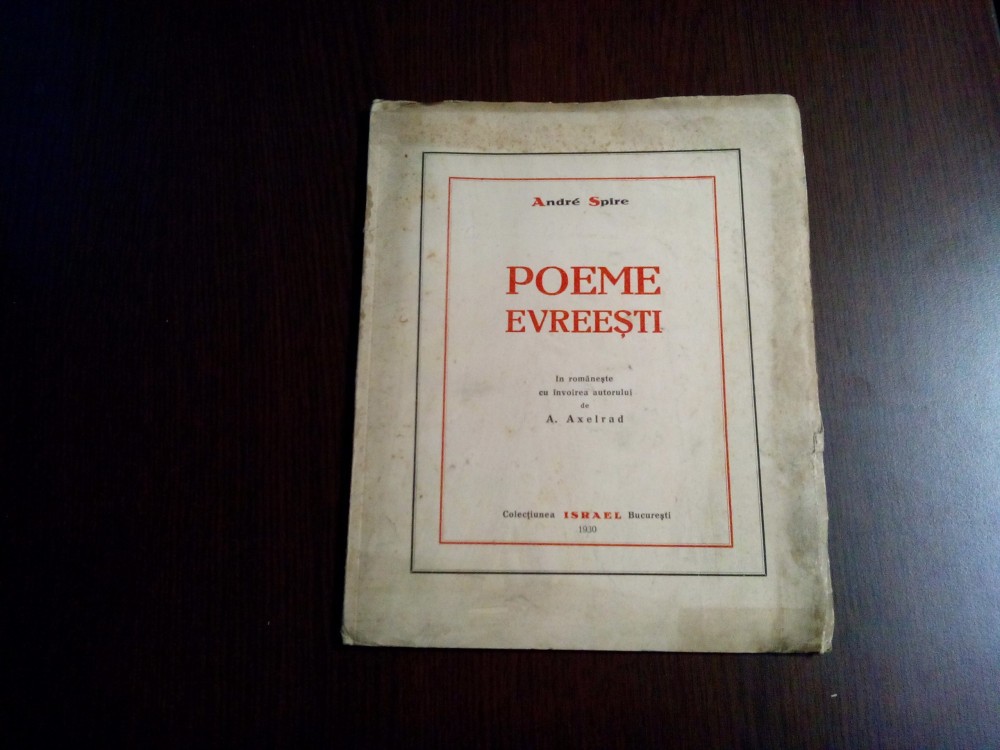 André Spire
POEME
EVREEȘTI
In românește
cu învoirea autorului
de
A. Axelrad
Colecțiunea ISRAEL București
1930